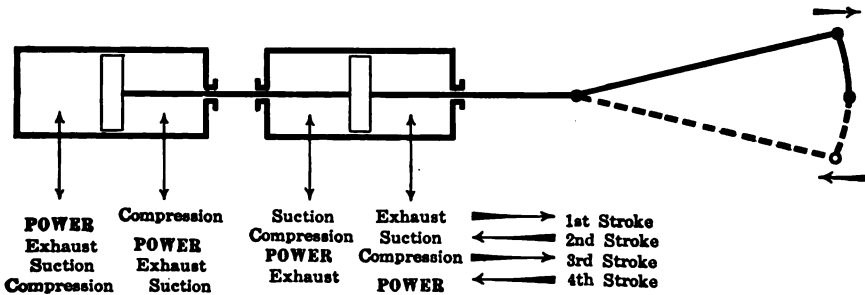 POWER Compression Suction Exhaust 1st Stroke
Exhaust POWER Compression Suction 2nd Stroke
Suction Exhaust POWER Compression 3rd Stroke
Compression Suction Exhaust POWER 4th Stroke